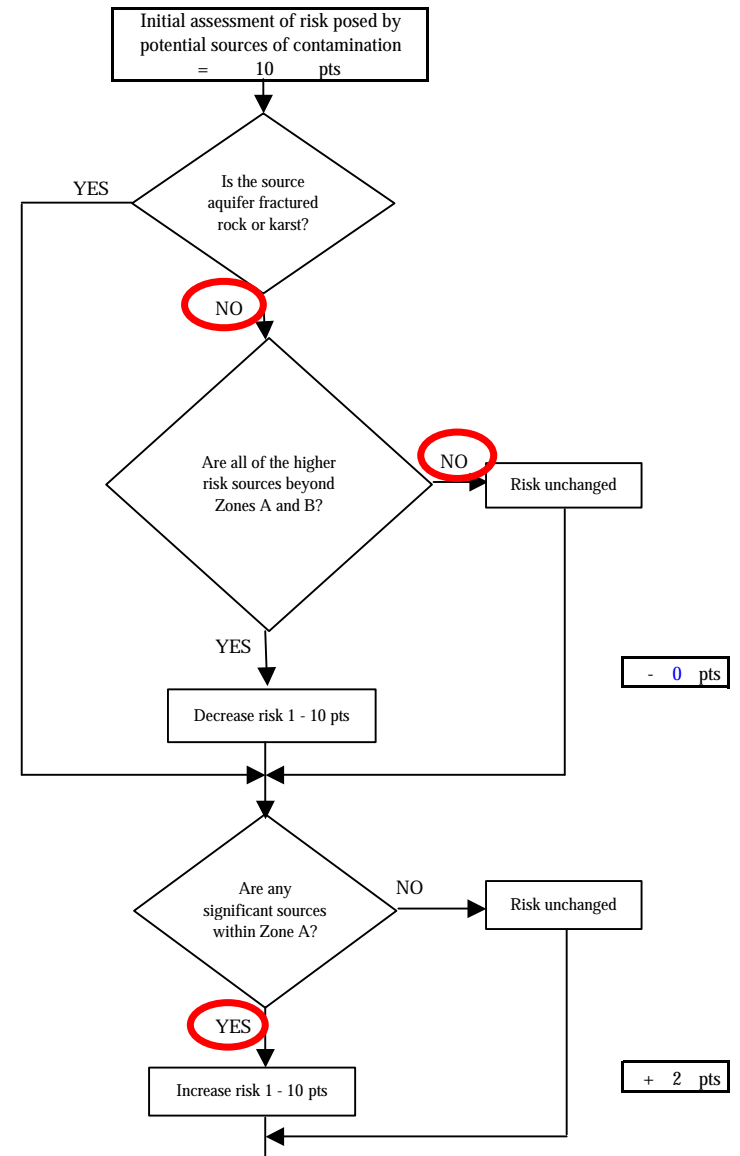 Initial assessment of risk posed by
potential sources of contamination
= 10 pts
YES
Is the source
aquifer fractured
rock or karst?
NO
Are all of the higher
risk sources beyond
Zones A and B?
NO
Risk unchanged
YES
- 0 pts
Decrease risk 1 - 10 pts
Are any
significant sources
within Zone A?
NO
Risk unchanged
YES
+ 2 pts
Increase risk 1 - 10 pts